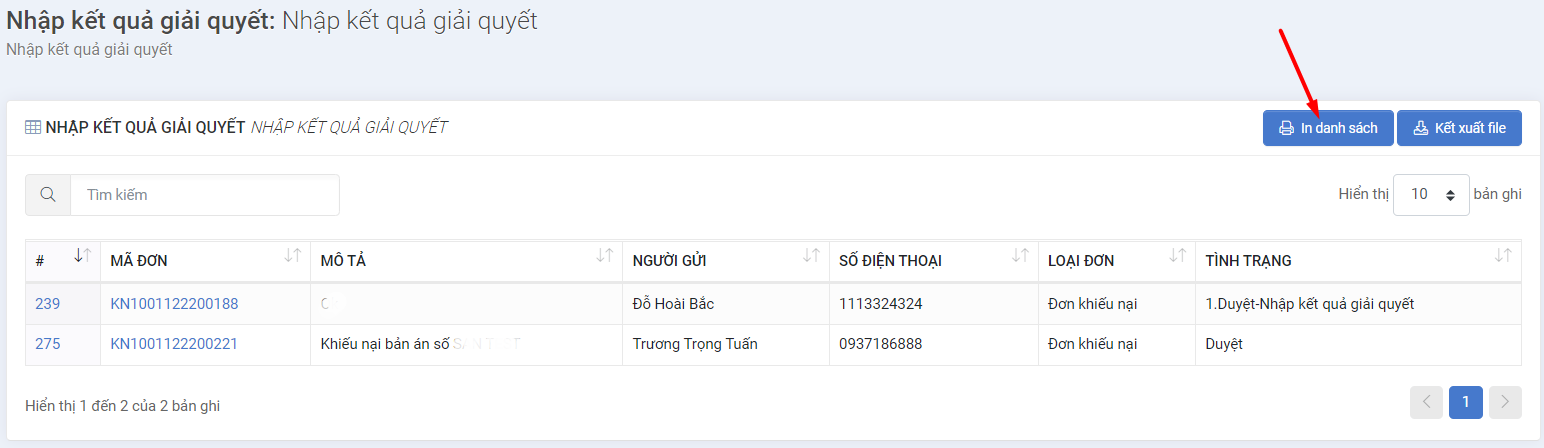 Nhập kết quả giải quyết: Nhập kết quả giải quyết
Nhập kết quả giải quyết
NHẬP KẾT QUẢ GIẢI QUYẾT NHẬP KẾT QUẢ GIẢI QUYẾT
In danh sách Kết xuất file
Tìm kiếm
Hiển thị 10 bản ghi
# MÃ ĐƠN MÔ TẢ NGƯỜI GỬI SỐ ĐIỆN THOẠI LOẠI ĐƠN TÌNH TRẠNG
239 KN1001122200188 Đỗ Hoài Bắc 1113324324 Đơn khiếu nại 1.Duyệt-Nhập kết quả giải quyết
275 KN1001122200221 Khiếu nại bản án số Trương Trọng Tuấn 0937186888 Đơn khiếu nại Duyệt
Hiển thị 1 đến 2 của 2 bản ghi
1